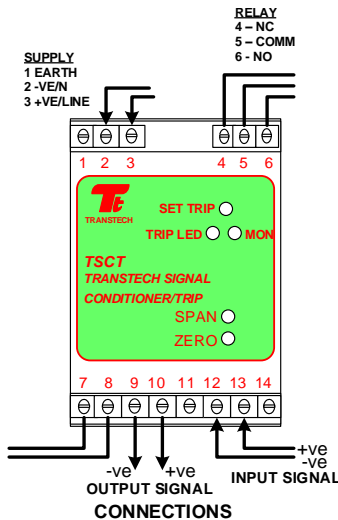 RELAY
4 – NC
5 – COMM
6 - NO
SUPPLY
1 EARTH
2 -VE/N
3 +VE/LINE
1 2 3 4 5 6
Tt
TRANSTECH
SET TRIP
TRIP LED MON
TSCT
TRANSTECH SIGNAL
CONDITIONER/TRIP
SPAN
ZERO
7 8 9 10 11 12 13 14
+ve
-ve
-ve +ve
INPUT SIGNAL
OUTPUT SIGNAL
CONNECTIONS